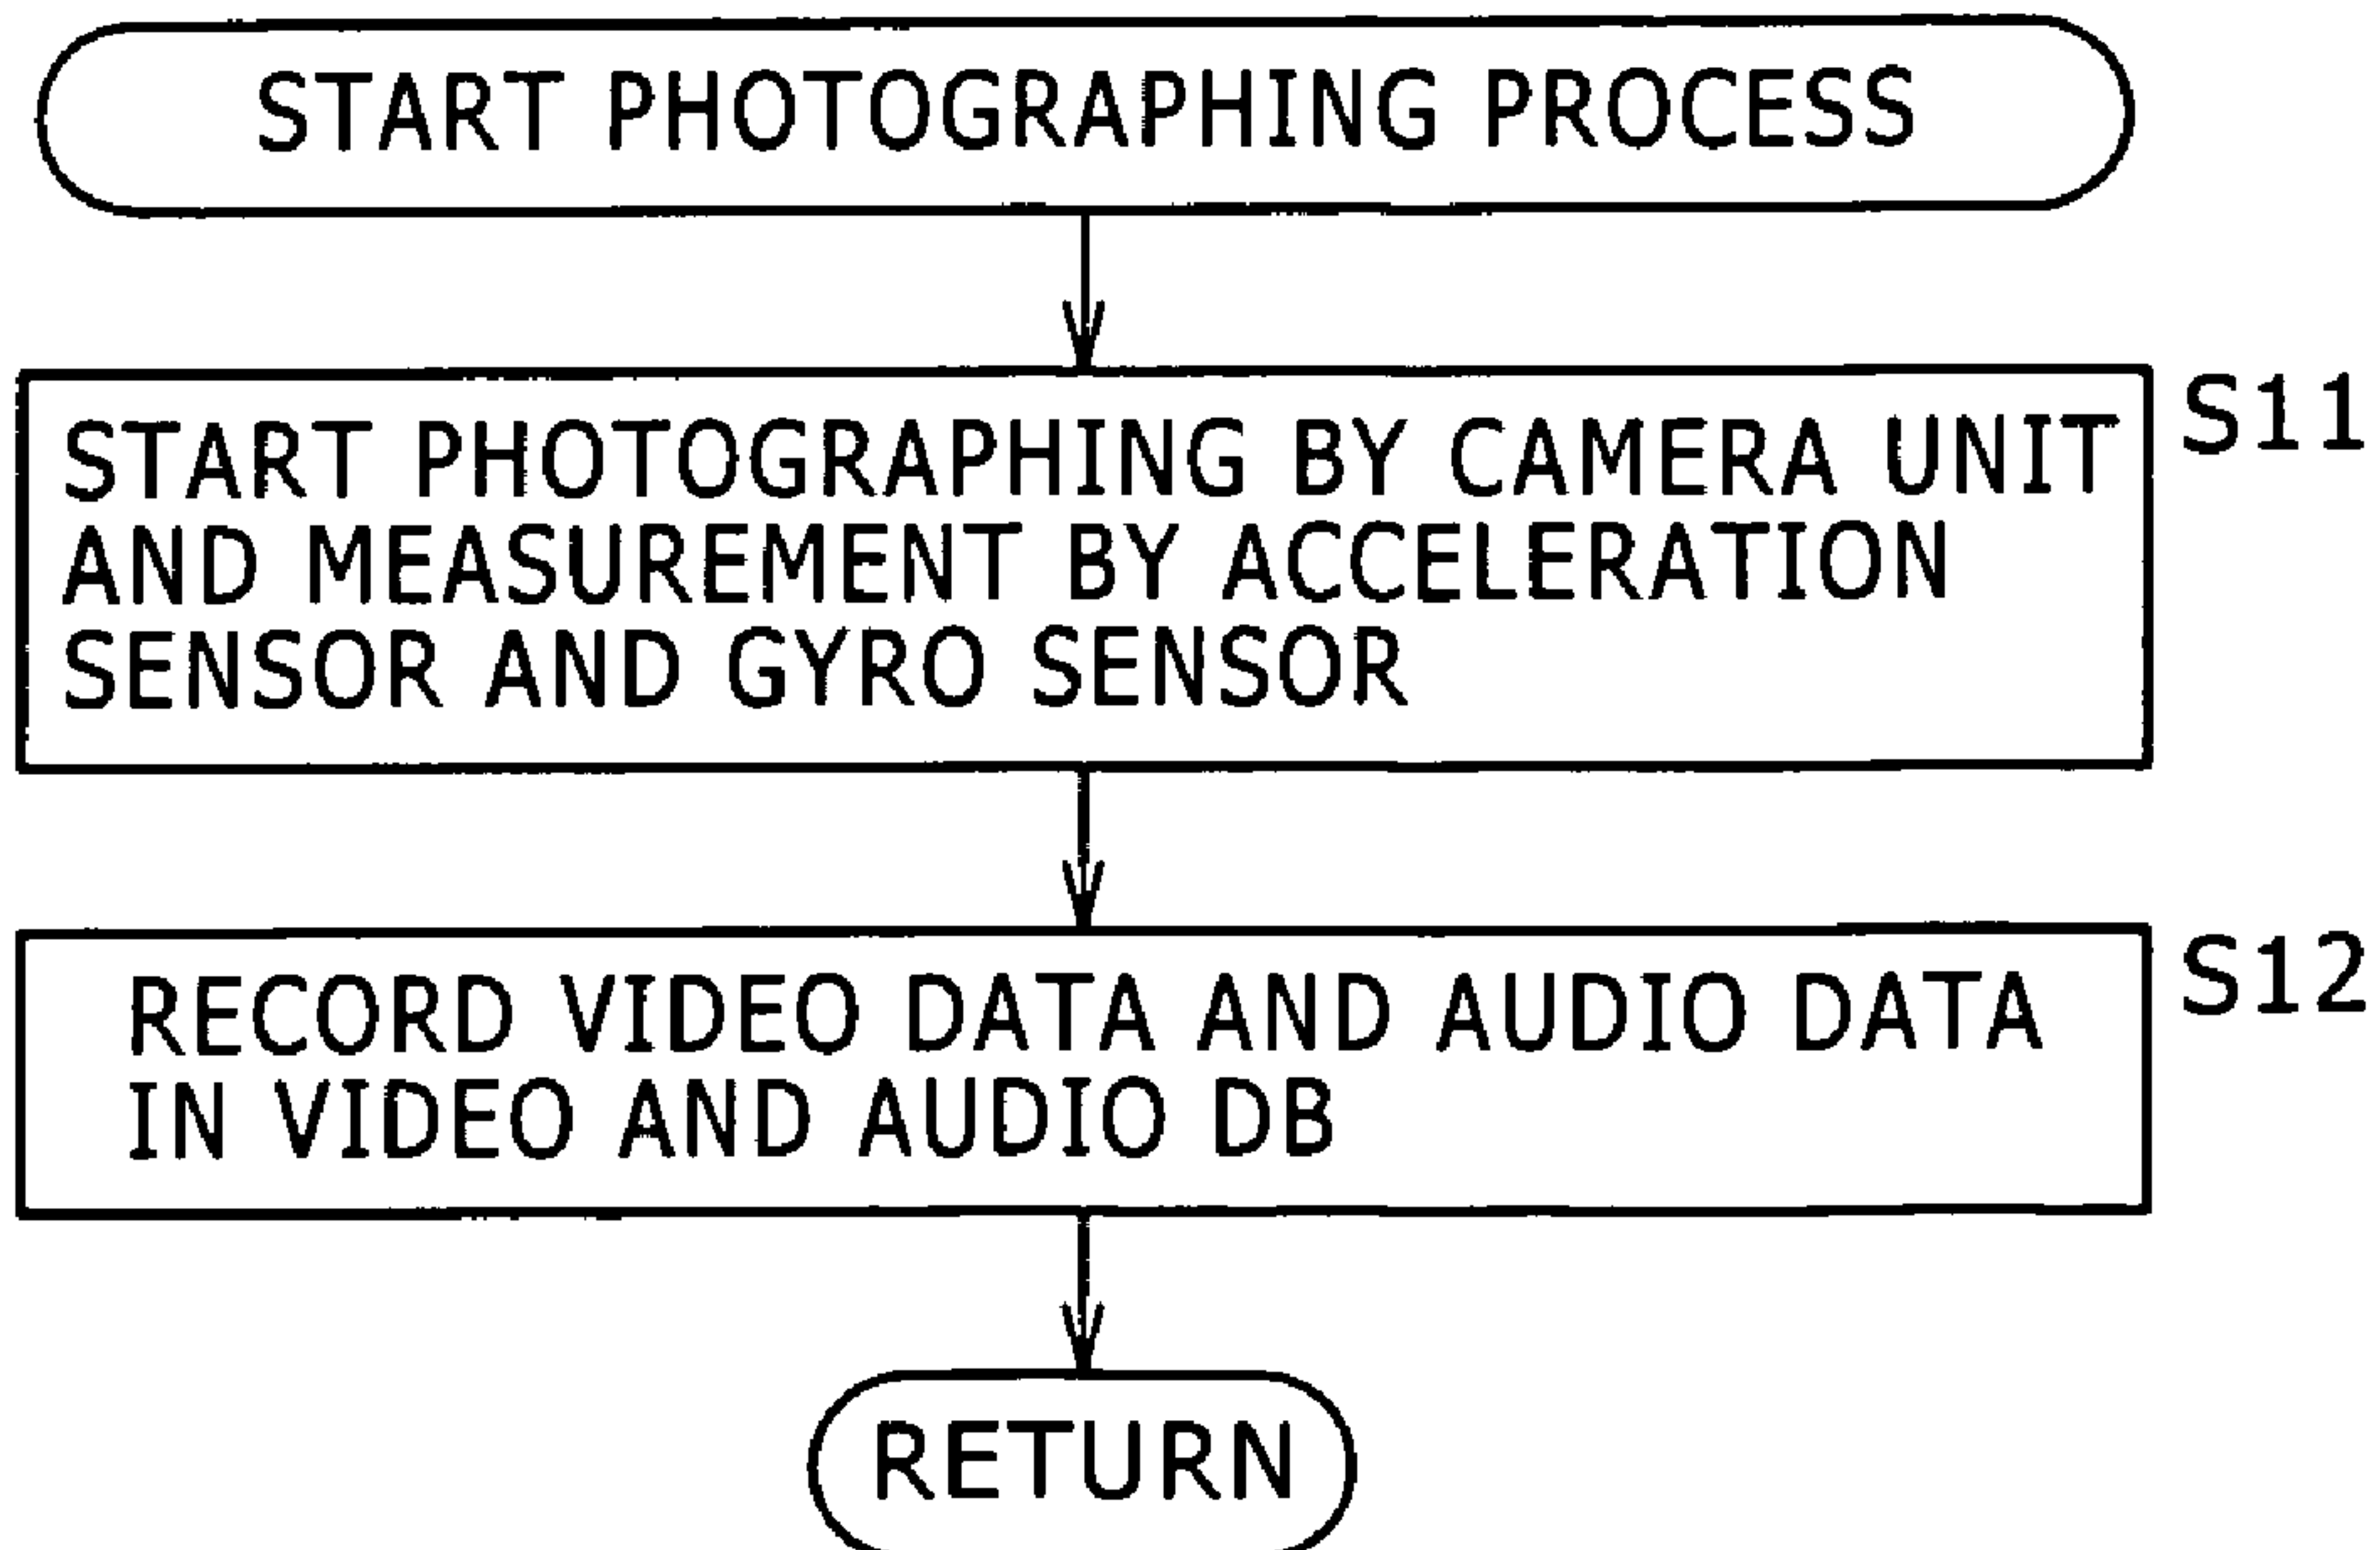 START PHOTOGRAPHING PROCESS
S11
START PHOTOGRAPHING BY CAMERA UNIT
AND MEASUREMENT BY ACCELERATION
SENSOR AND GYRO SENSOR
S12
RECORD VIDEO DATA AND AUDIO DATA
IN VIDEO AND AUDIO DB
RETURN